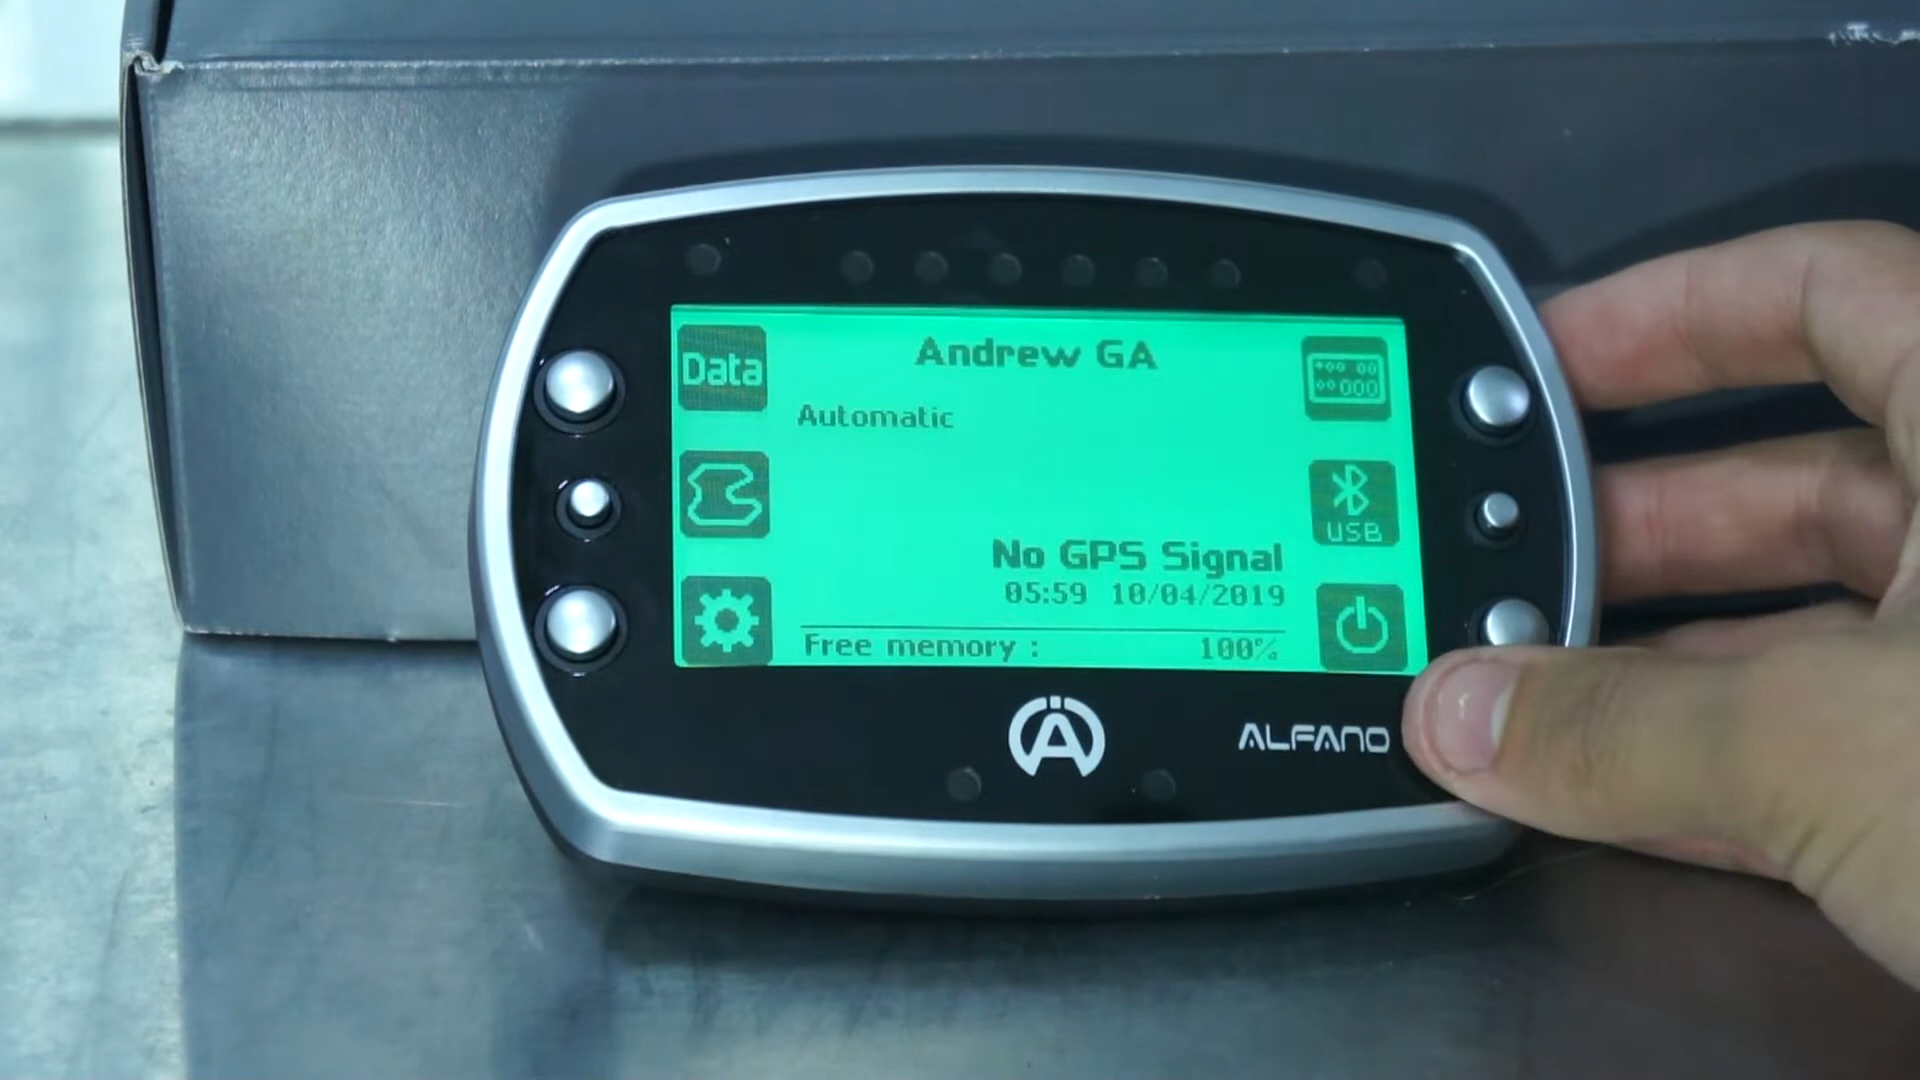 Andrew GA
Data
Automatic
USB
No GPS Signal
05:59 10/04/2019
Free memory : 100%
A
ALFANO